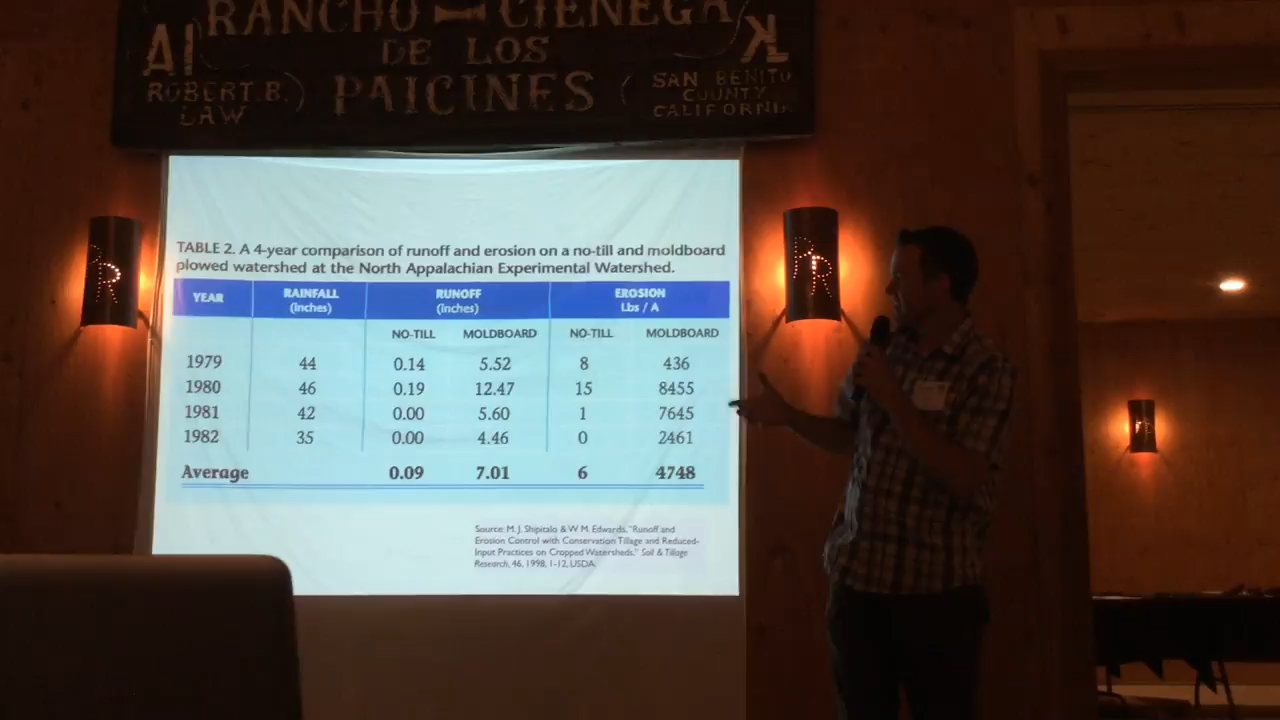 RANCHO CIENEGA
DE LOS
PAICINES
ROBERT B.
LAW
SAN BENITO
COUNTY
CALIFORNIA
TABLE 2. A 4-year comparison of runoff and erosion on a no-till and moldboard
plowed watershed at the North Appalachian Experimental Watershed.
YEAR RAINFALL (inches) RUNOFF (inches) EROSION Lbs / A
NO-TILL MOLDBOARD NO-TILL MOLDBOARD
1979 44 0.14 5.52 8 436
1980 46 0.19 12.47 15 8455
1981 42 0.00 5.60 1 7645
1982 35 0.00 4.46 0 2461
Average 0.09 7.01 6 4748
Source: M. J. Shipitalo & W. M. Edwards. "Runoff and
Erosion Control with Conservation Tillage and Reduced-
Input Practices on Cropped Watersheds." Soil & Tillage
Research, 46, 1998, 1-12, USDA.